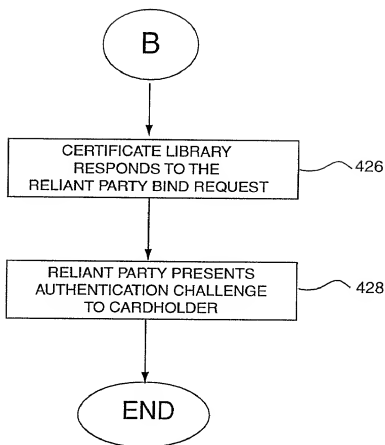 B
CERTIFICATE LIBRARY
RESPONDS TO THE
RELIANT PARTY BIND REQUEST
426
RELIANT PARTY PRESENTS
AUTHENTICATION CHALLENGE
TO CARDHOLDER
428
END